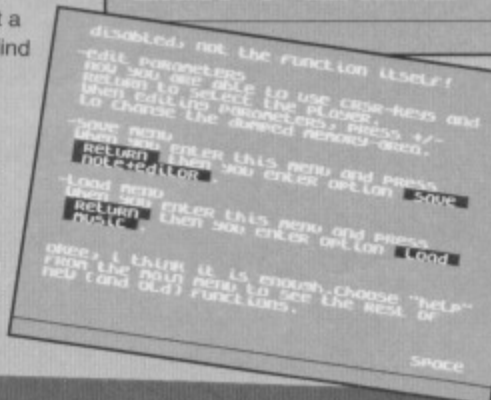 t a
ind
disabled, not the function itself!
-edit parameters
now you are able to use CRSR-keys and
Return to select the player.
When editing parameters, press +/-
to change the dumped memory-area.
-save menu
When you enter this menu and press
Return then you enter option save
note+editor .
-Load menu
When you enter this menu and press
Return then you enter option Load
music .
okee, i think it is enough.choose "help"
from the main menu to see the rest of
new (and old) functions.
Space